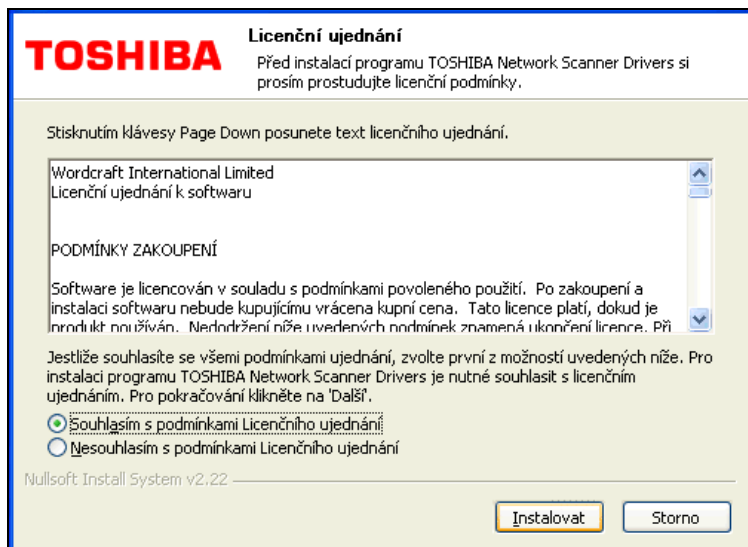 TOSHIBA
Licenční ujednání
Před instalací programu TOSHIBA Network Scanner Drivers si
prosím prostudujte licenční podmínky.
Stisknutím klávesy Page Down posunete text licenčního ujednání.
Wordcraft International Limited
Licenční ujednání k softwaru
PODMÍNKY ZAKOUPENÍ
Software je licencován v souladu s podmínkami povoleného použití.  Po zakoupení a
instalaci softwaru nebude kupujícímu vrácena kupní cena.  Tato licence platí, dokud je
produkt používán.  Nedodržení níže uvedených podmínek znamená ukončení licence. Při
Jestliže souhlasíte se všemi podmínkami ujednání, zvolte první z možností uvedených níže. Pro
instalaci programu TOSHIBA Network Scanner Drivers je nutné souhlasit s licenčním
ujednáním. Pro pokračování klikněte na 'Další'.
Souhlasím s podmínkami Licenčního ujednání
Nesouhlasím s podmínkami Licenčního ujednání
Nullsoft Install System v2.22
Instalovat
Storno